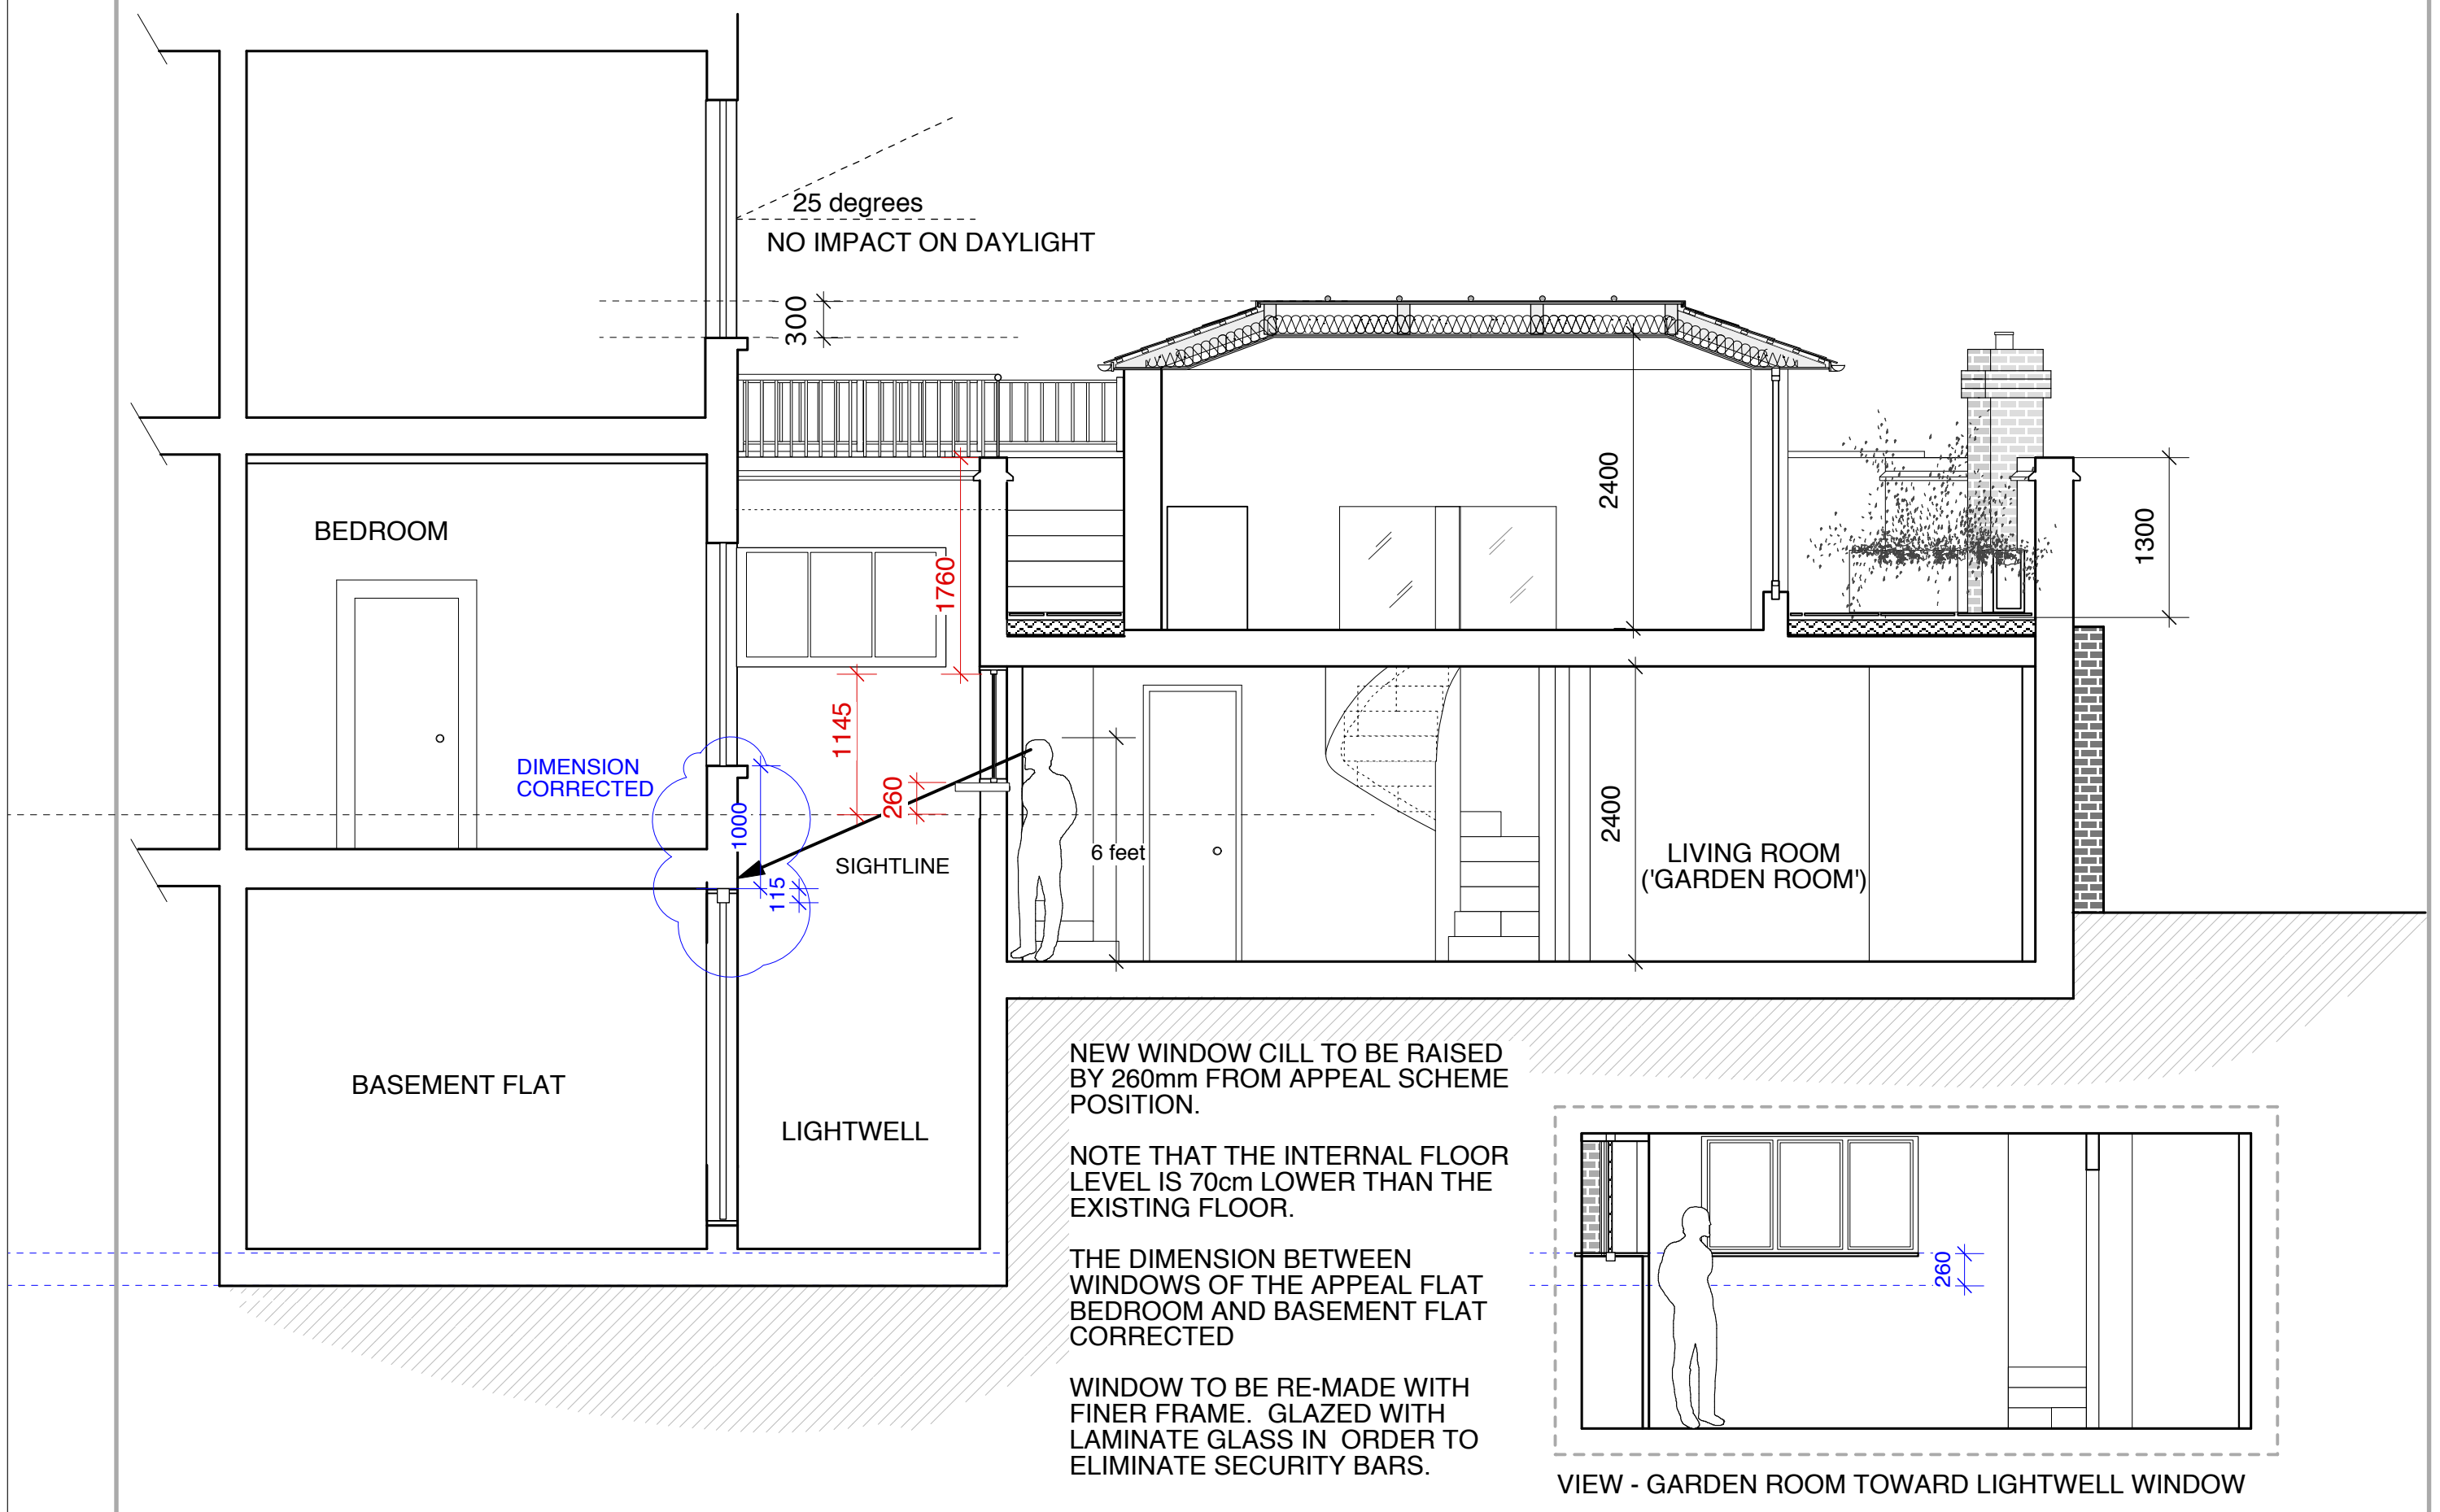 25 degrees
NO IMPACT ON DAYLIGHT
300
2400
1300
BEDROOM
1760
1145
DIMENSION
CORRECTED
260
1000
115
SIGHTLINE
6 feet
2400
LIVING ROOM
('GARDEN ROOM')
BASEMENT FLAT
LIGHTWELL
NEW WINDOW CILL TO BE RAISED
BY 260mm FROM APPEAL SCHEME
POSITION.
NOTE THAT THE INTERNAL FLOOR
LEVEL IS 70cm LOWER THAN THE
EXISTING FLOOR.
THE DIMENSION BETWEEN
WINDOWS OF THE APPEAL FLAT
BEDROOM AND BASEMENT FLAT
CORRECTED
WINDOW TO BE RE-MADE WITH
FINER FRAME. GLAZED WITH
LAMINATE GLASS IN ORDER TO
ELIMINATE SECURITY BARS.
260
VIEW - GARDEN ROOM TOWARD LIGHTWELL WINDOW